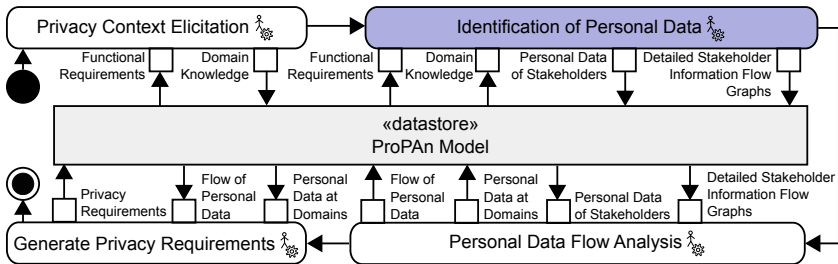 Privacy Context Elicitation
Identification of Personal Data
Functional
Requirements
Domain
Knowledge
Functional
Requirements
Domain
Knowledge
Personal Data
of Stakeholders
Detailed Stakeholder
Information Flow
Graphs
«datastore»
ProPAn Model
Privacy
Requirements
Flow of
Personal
Data
Personal
Data at
Domains
Flow of
Personal
Data
Personal
Data at
Domains
Personal Data
of Stakeholders
Detailed Stakeholder
Information Flow
Graphs
Generate Privacy Requirements
Personal Data Flow Analysis